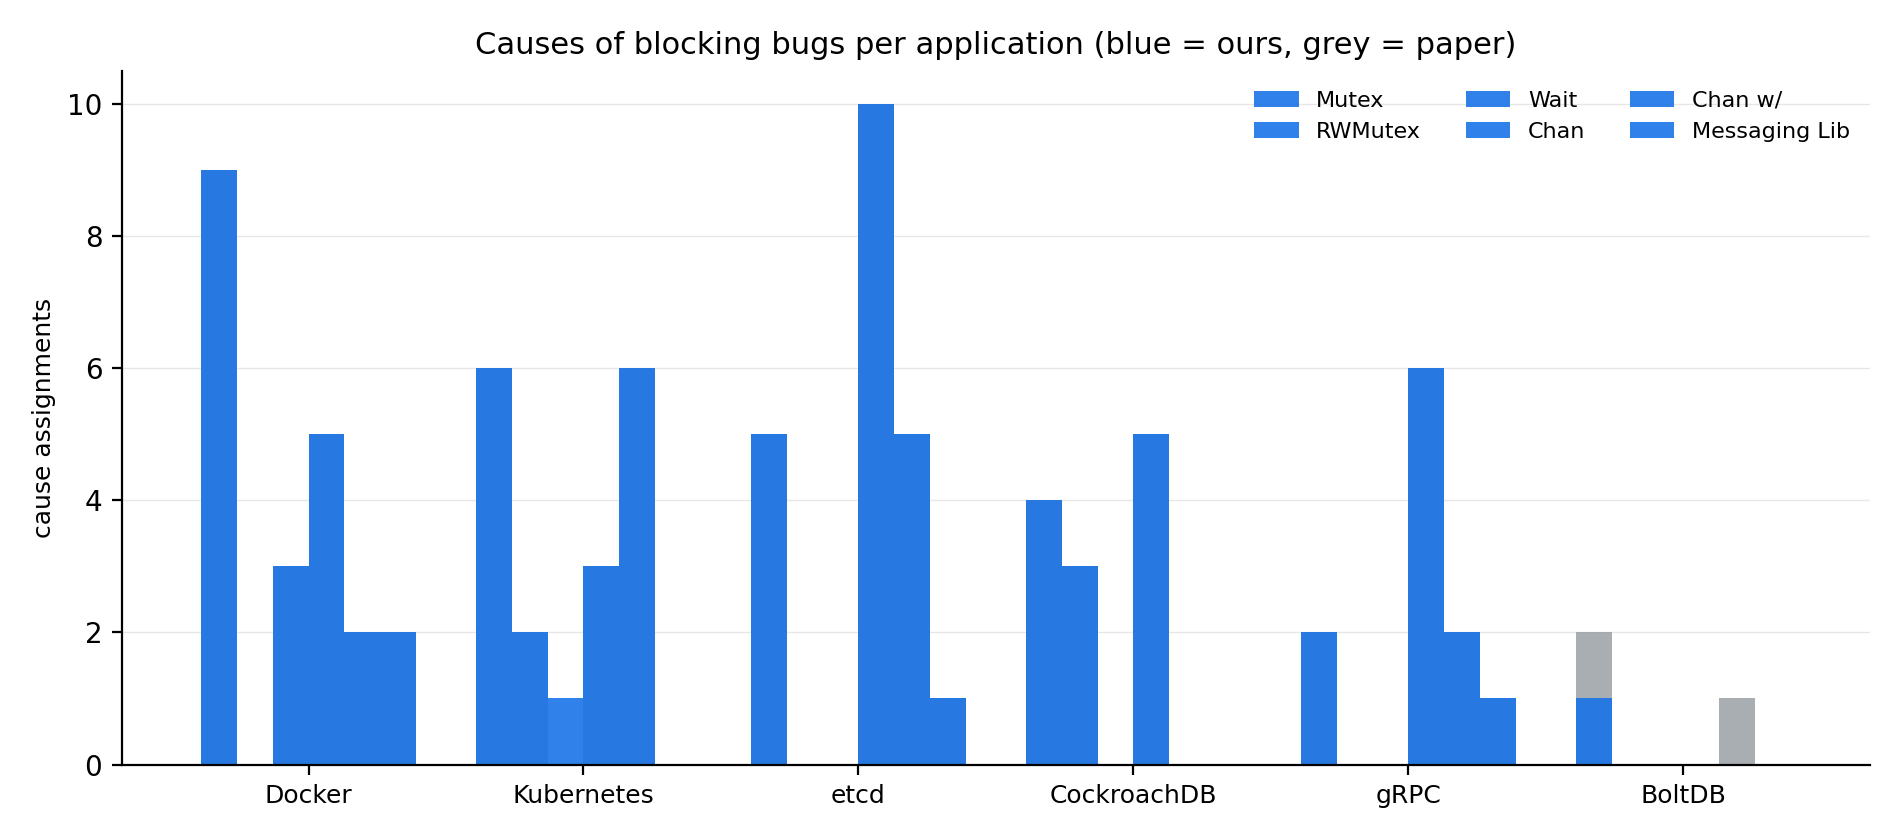 Causes of blocking bugs per application (blue = ours, grey = paper)
Mutex
RWMutex
Wait
Chan
Chan w/
Messaging Lib
cause assignments
10
8
6
4
2
0
Docker
Kubernetes
etcd
CockroachDB
gRPC
BoltDB